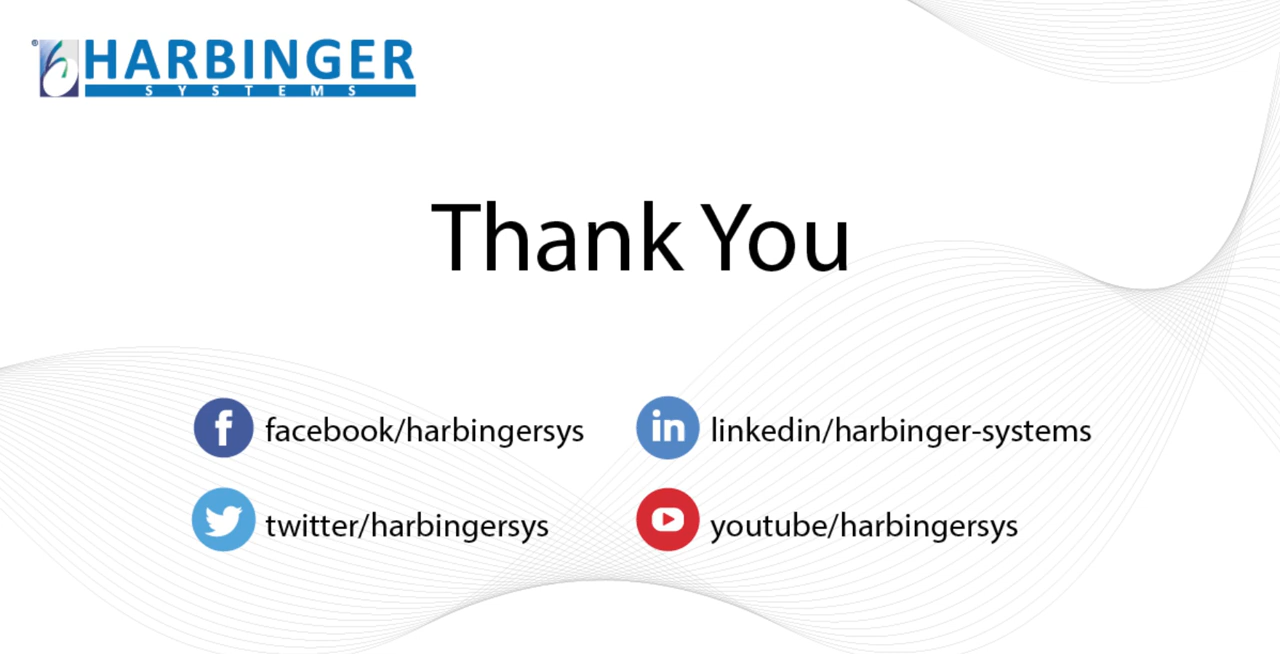 ® HARBINGER
SYSTEMS
Thank You
facebook/harbingersys
linkedin/harbinger-systems
twitter/harbingersys
youtube/harbingersys